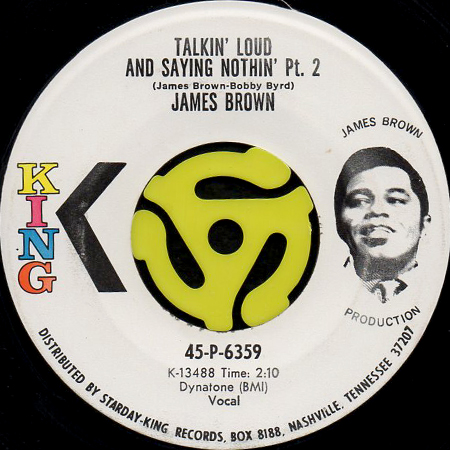 TALKIN' LOUD
AND SAYING NOTHIN' Pt. 2
(James Brown-Bobby Byrd)
JAMES BROWN
KING
K
JAMES BROWN
PRODUCTION
45-P-6359
K-13488 Time: 2:10
Dynatone (BMI)
Vocal
DISTRIBUTED BY STARDAY-KING RECORDS, BOX 8188, NASHVILLE, TENNESSEE 37207